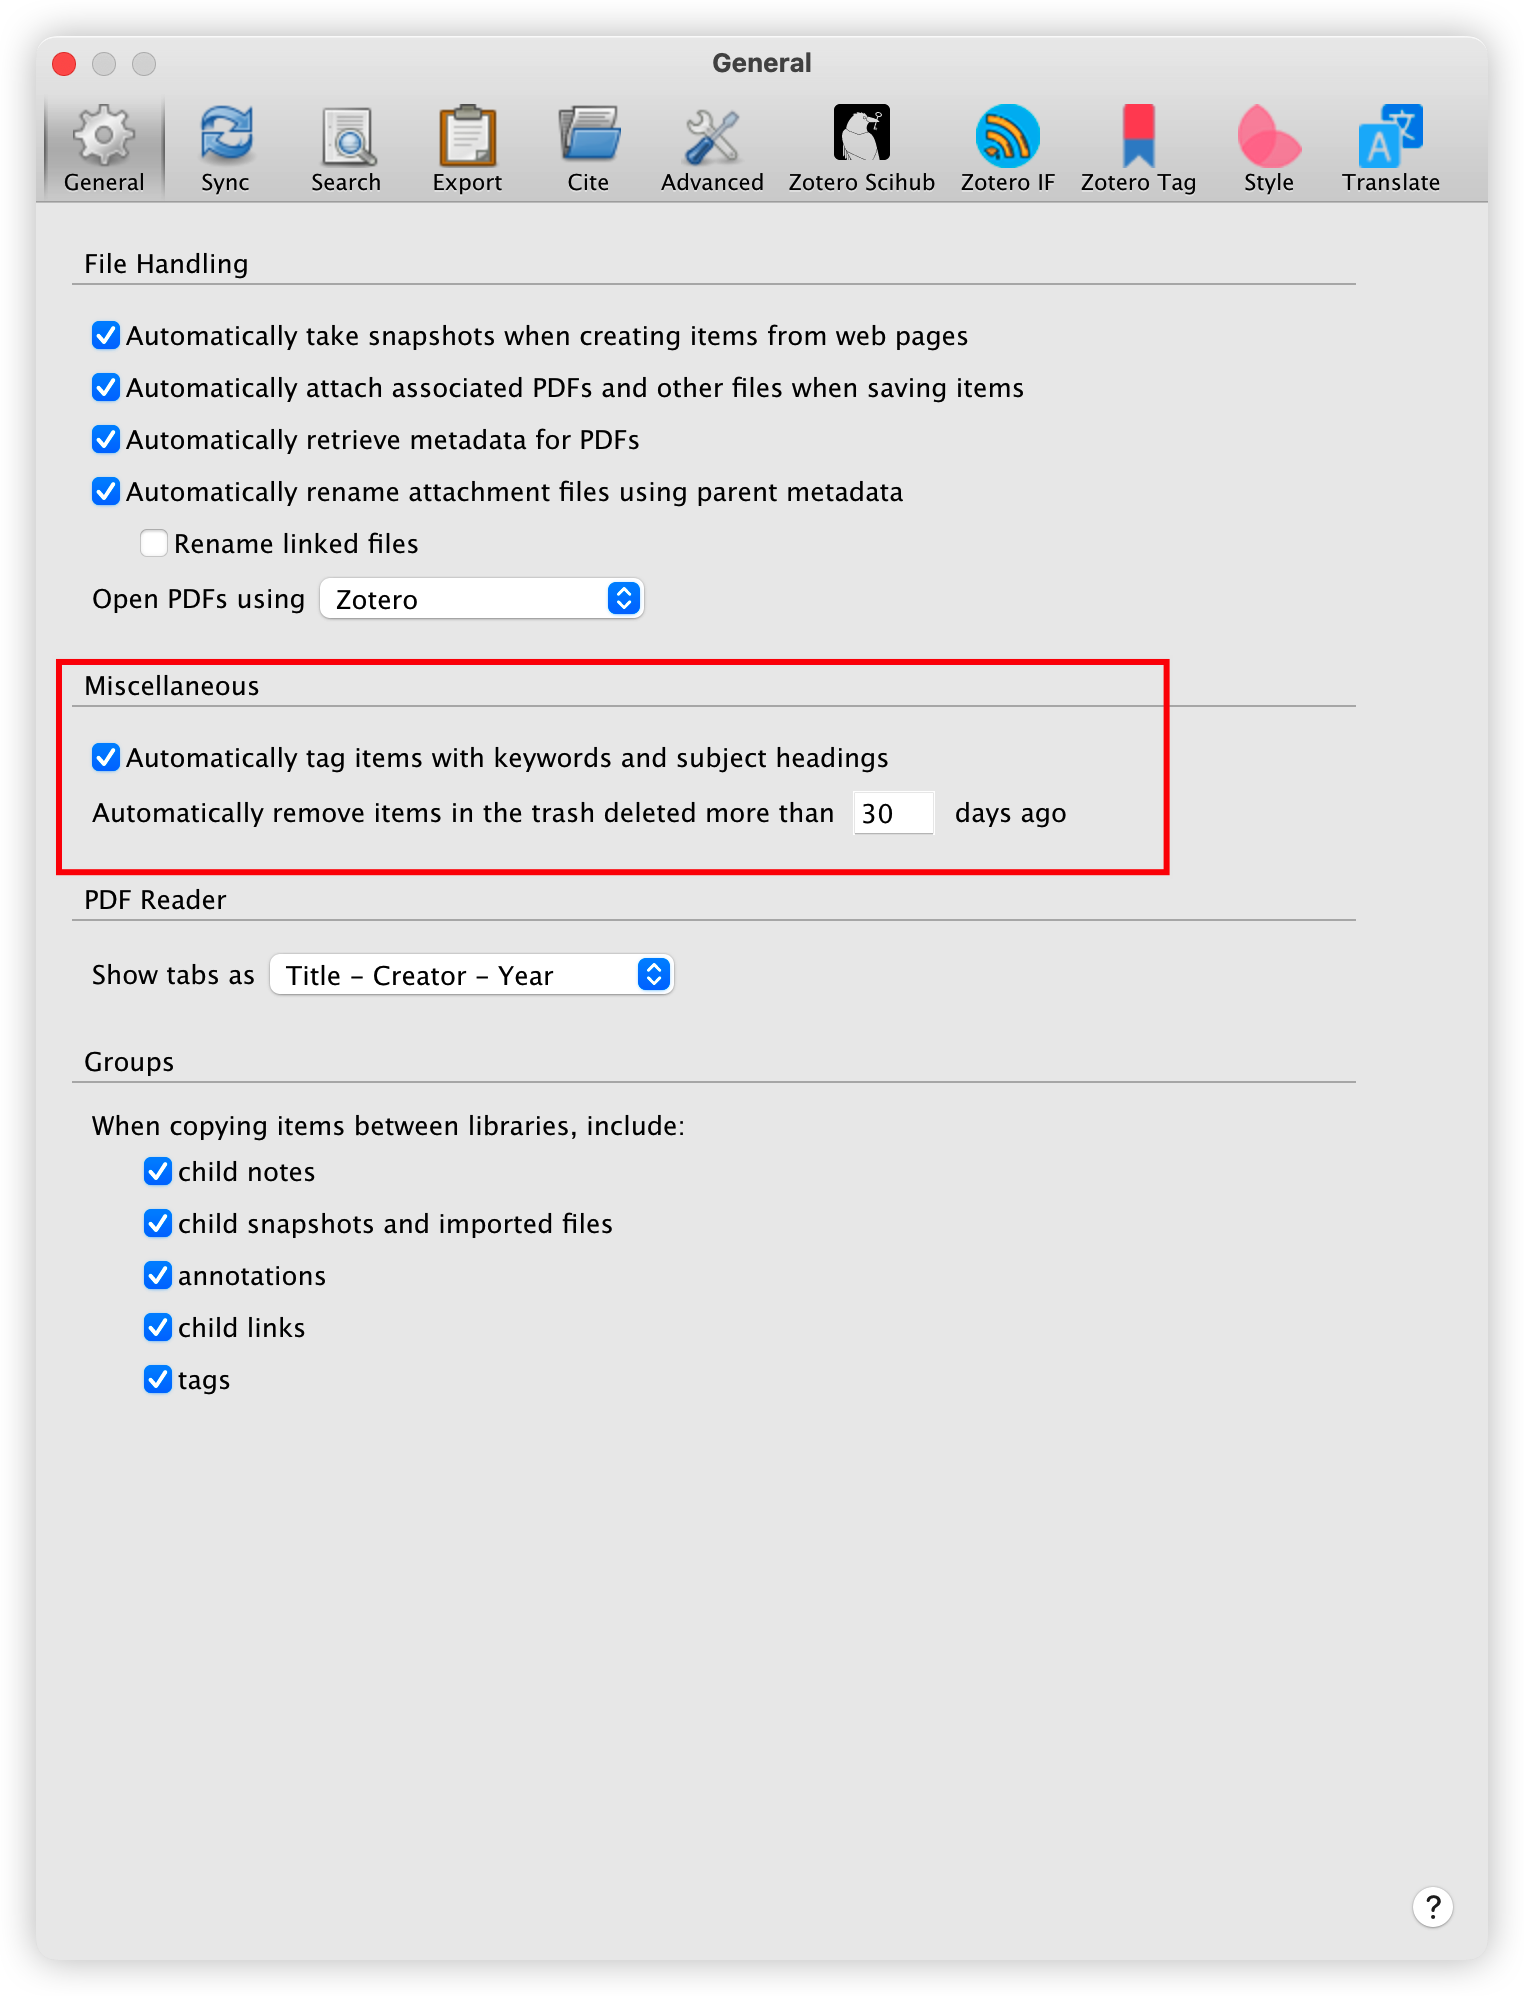 General
General Sync Search Export Cite Advanced Zotero Scihub Zotero IF Zotero Tag Style Translate
File Handling
Automatically take snapshots when creating items from web pages
Automatically attach associated PDFs and other files when saving items
Automatically retrieve metadata for PDFs
Automatically rename attachment files using parent metadata
Rename linked files
Open PDFs using Zotero
Miscellaneous
Automatically tag items with keywords and subject headings
Automatically remove items in the trash deleted more than 30 days ago
PDF Reader
Show tabs as Title – Creator – Year
Groups
When copying items between libraries, include:
child notes
child snapshots and imported files
annotations
child links
tags
?